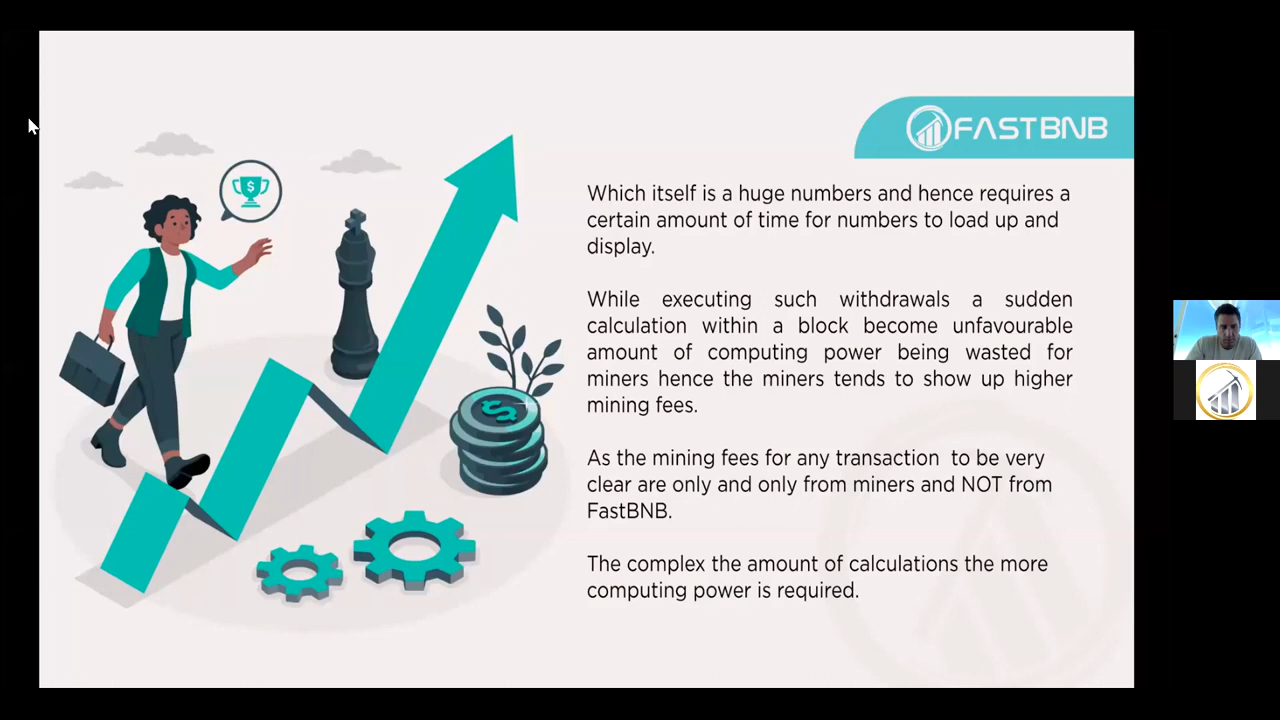 FASTBNB
Which itself is a huge numbers and hence requires a
certain amount of time for numbers to load up and
display.
While executing such withdrawals a sudden
calculation within a block become unfavourable
amount of computing power being wasted for
miners hence the miners tends to show up higher
mining fees.
As the mining fees for any transaction to be very
clear are only and only from miners and NOT from
FastBNB.
The complex the amount of calculations the more
computing power is required.
$
$